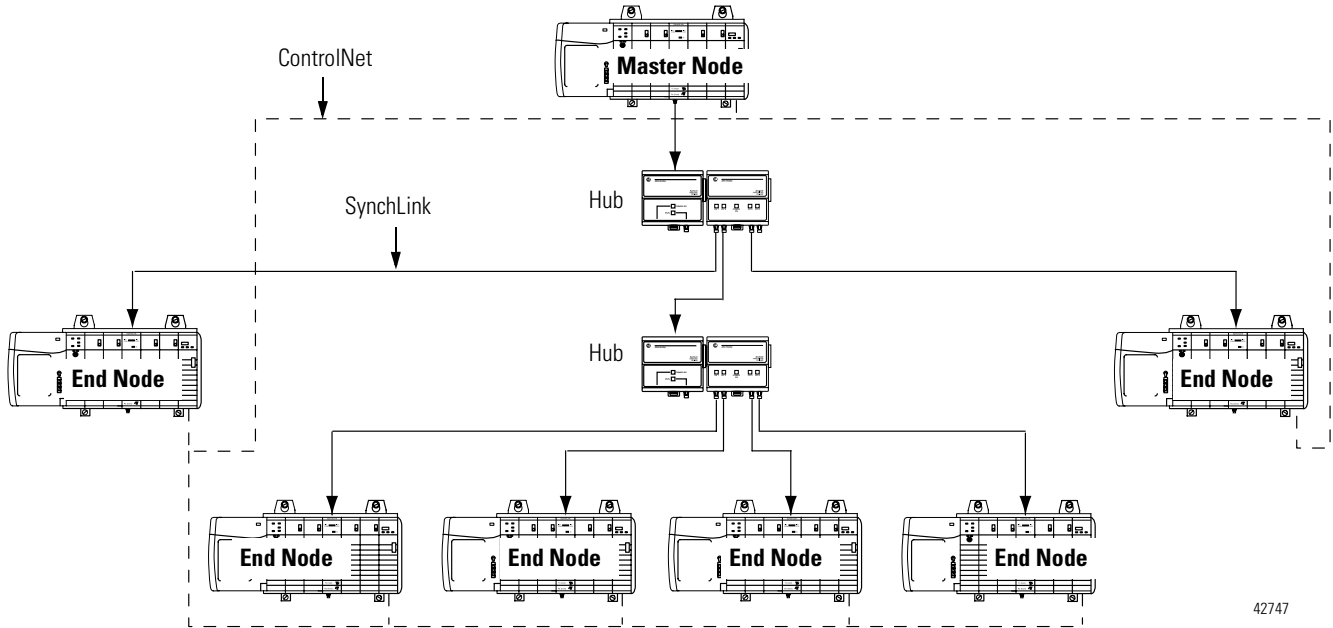 Master Node
ControlNet
Hub
SynchLink
Hub
End Node
End Node
End Node
End Node
End Node
End Node
42747